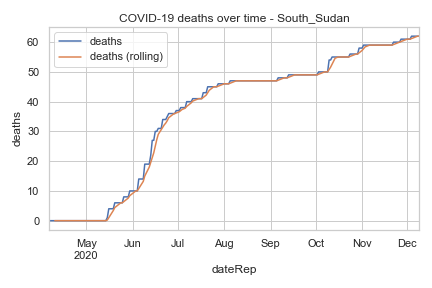 COVID-19 deaths over time - South_Sudan
deaths
deaths (rolling)
deaths
60
50
40
30
20
10
0
May
2020
Jun
Jul
Aug
Sep
Oct
Nov
Dec
dateRep